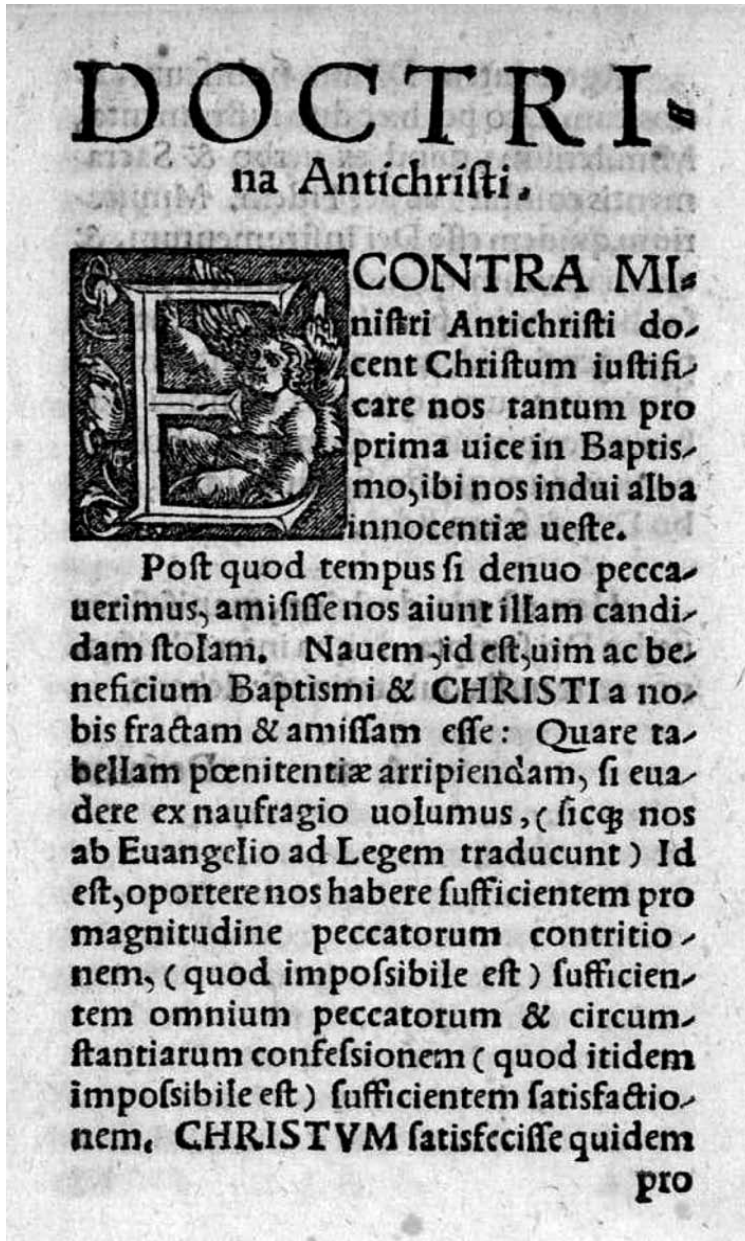 DOCTRI-
na Antichriſti.
E CONTRA MI-
niſtri Antichriſti do-
cent Chriſtum iuſtifi-
care nos tantum pro
prima uice in Baptiſ-
mo, ibi nos indui alba
innocentiæ ueſte.
Poſt quod tempus ſi denuo pecca-
uerimus, amiſiſſe nos aiunt illam candi-
dam ſtolam. Nauem, id eſt, uim ac be-
neficium Baptiſmi & CHRISTI a no-
bis fractam & amiſſam eſſe: Quare ta-
bellam pœnitentiæ arripiendam, ſi eua-
dere ex naufragio uolumus, (ſicꝙ nos
ab Euangelio ad Legem traducunt) Id
eſt, oportere nos habere ſufficientem pro
magnitudine peccatorum contritio-
nem, (quod impoſsibile eſt) ſufficien-
tem omnium peccatorum & circum-
ſtantiarum confeſsionem (quod itidem
impoſsibile eſt) ſufficientem ſatisfactio-
nem. CHRISTVM ſatisfeciſſe quidem
pro